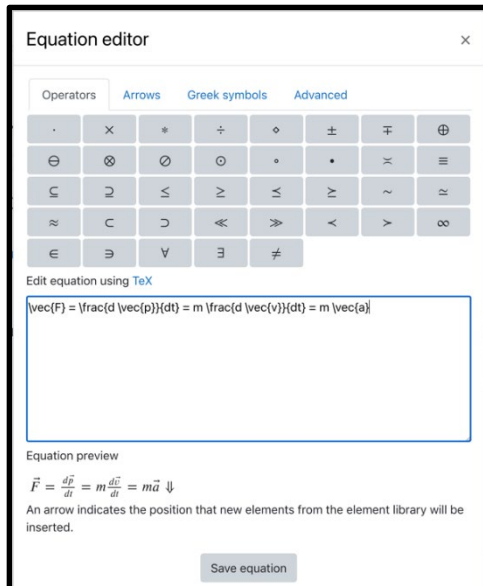 Equation editor ×
Operators Arrows Greek symbols Advanced
· × * ÷ ⋄ ± ∓ ⊕
⊖ ⊗ ⊘ ⊙ ∘ • ≍ ≡
⊆ ⊇ ≤ ≥ ⪯ ⪰ ∼ ≃
≈ ⊂ ⊃ ≪ ≫ ≺ ≻ ∞
∈ ∋ ∀ ∃ ≠
Edit equation using TeX
\vec{F} = \frac{d \vec{p}}{dt} = m \frac{d \vec{v}}{dt} = m \vec{a}
Equation preview
F⃗ = dp⃗/dt = m dv⃗/dt = ma⃗ ⇓
An arrow indicates the position that new elements from the element library will be
inserted.
Save equation